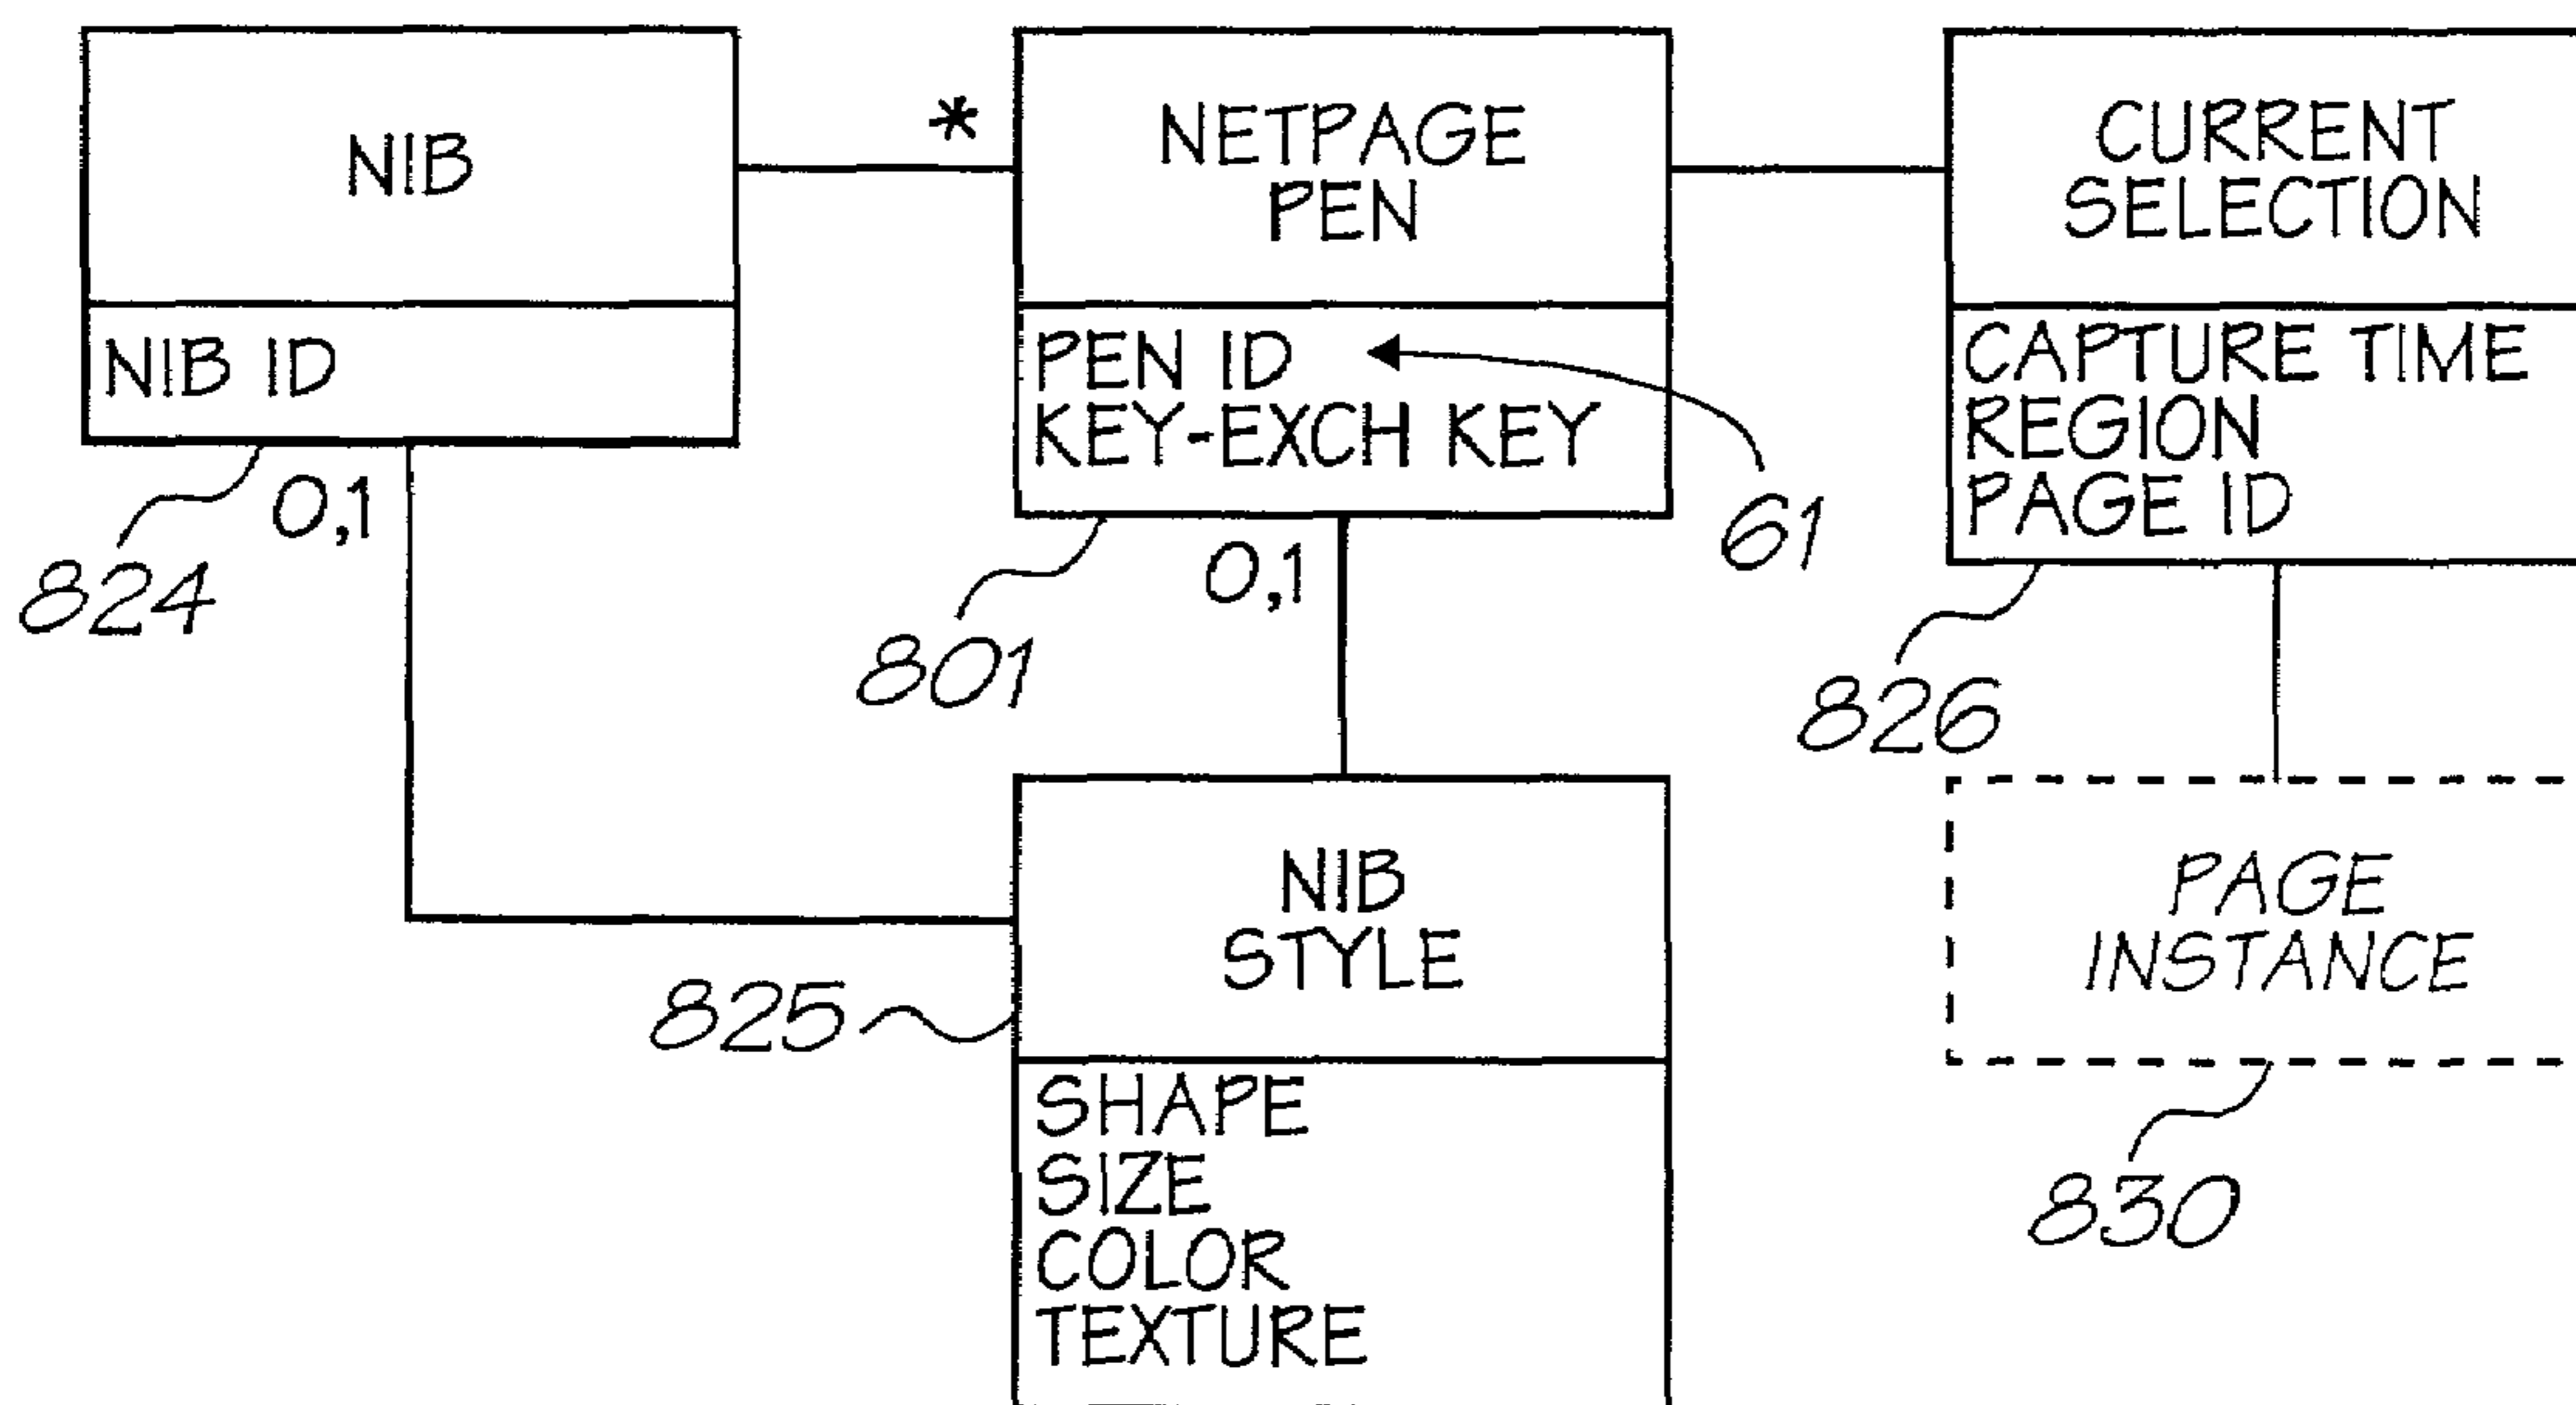 NIB
NIB ID
0,1
824
*
NETPAGE
PEN
PEN ID
KEY-EXCH KEY
61
0,1
801
CURRENT
SELECTION
CAPTURE TIME
REGION
PAGE ID
826
NIB
STYLE
825
SHAPE
SIZE
COLOR
TEXTURE
PAGE
INSTANCE
830